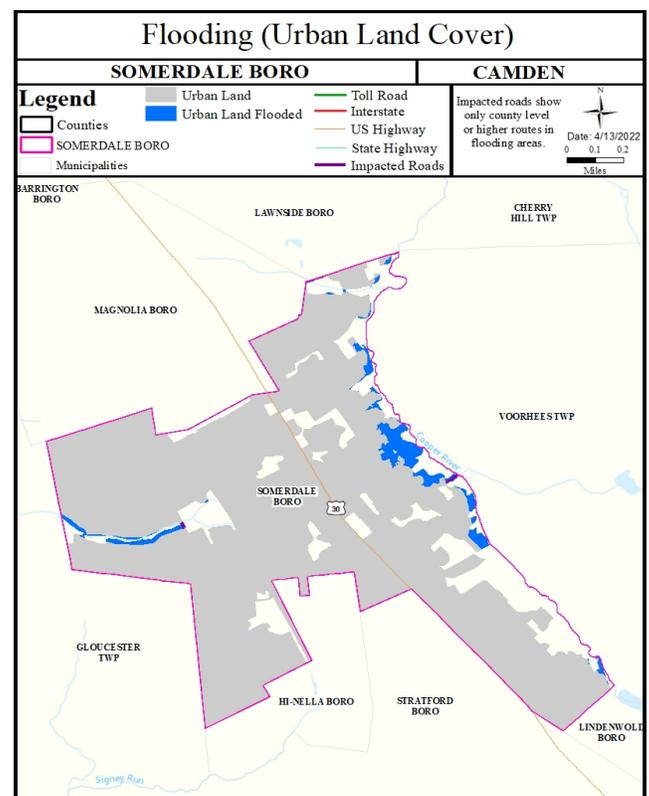 Flooding (Urban Land Cover)
SOMERDALE BORO
CAMDEN
Legend
Counties
SOMERDALE BORO
Municipalities
Urban Land
Urban Land Flooded
Toll Road
Interstate
US Highway
State Highway
Impacted Roads
Impacted roads show
only county level
or higher routes in
flooding areas.
N
Date: 4/13/2022
0 0.1 0.2
Miles
BARRINGTON
BORO
LAWNSIDE BORO
CHERRY
HILL TWP
MAGNOLIA BORO
VOORHEES TWP
Cooper River
SOMERDALE
BORO
30
GLOUCESTER
TWP
HI-NELLA BORO
STRATFORD
BORO
LINDENWOLD
BORO
Signey Run